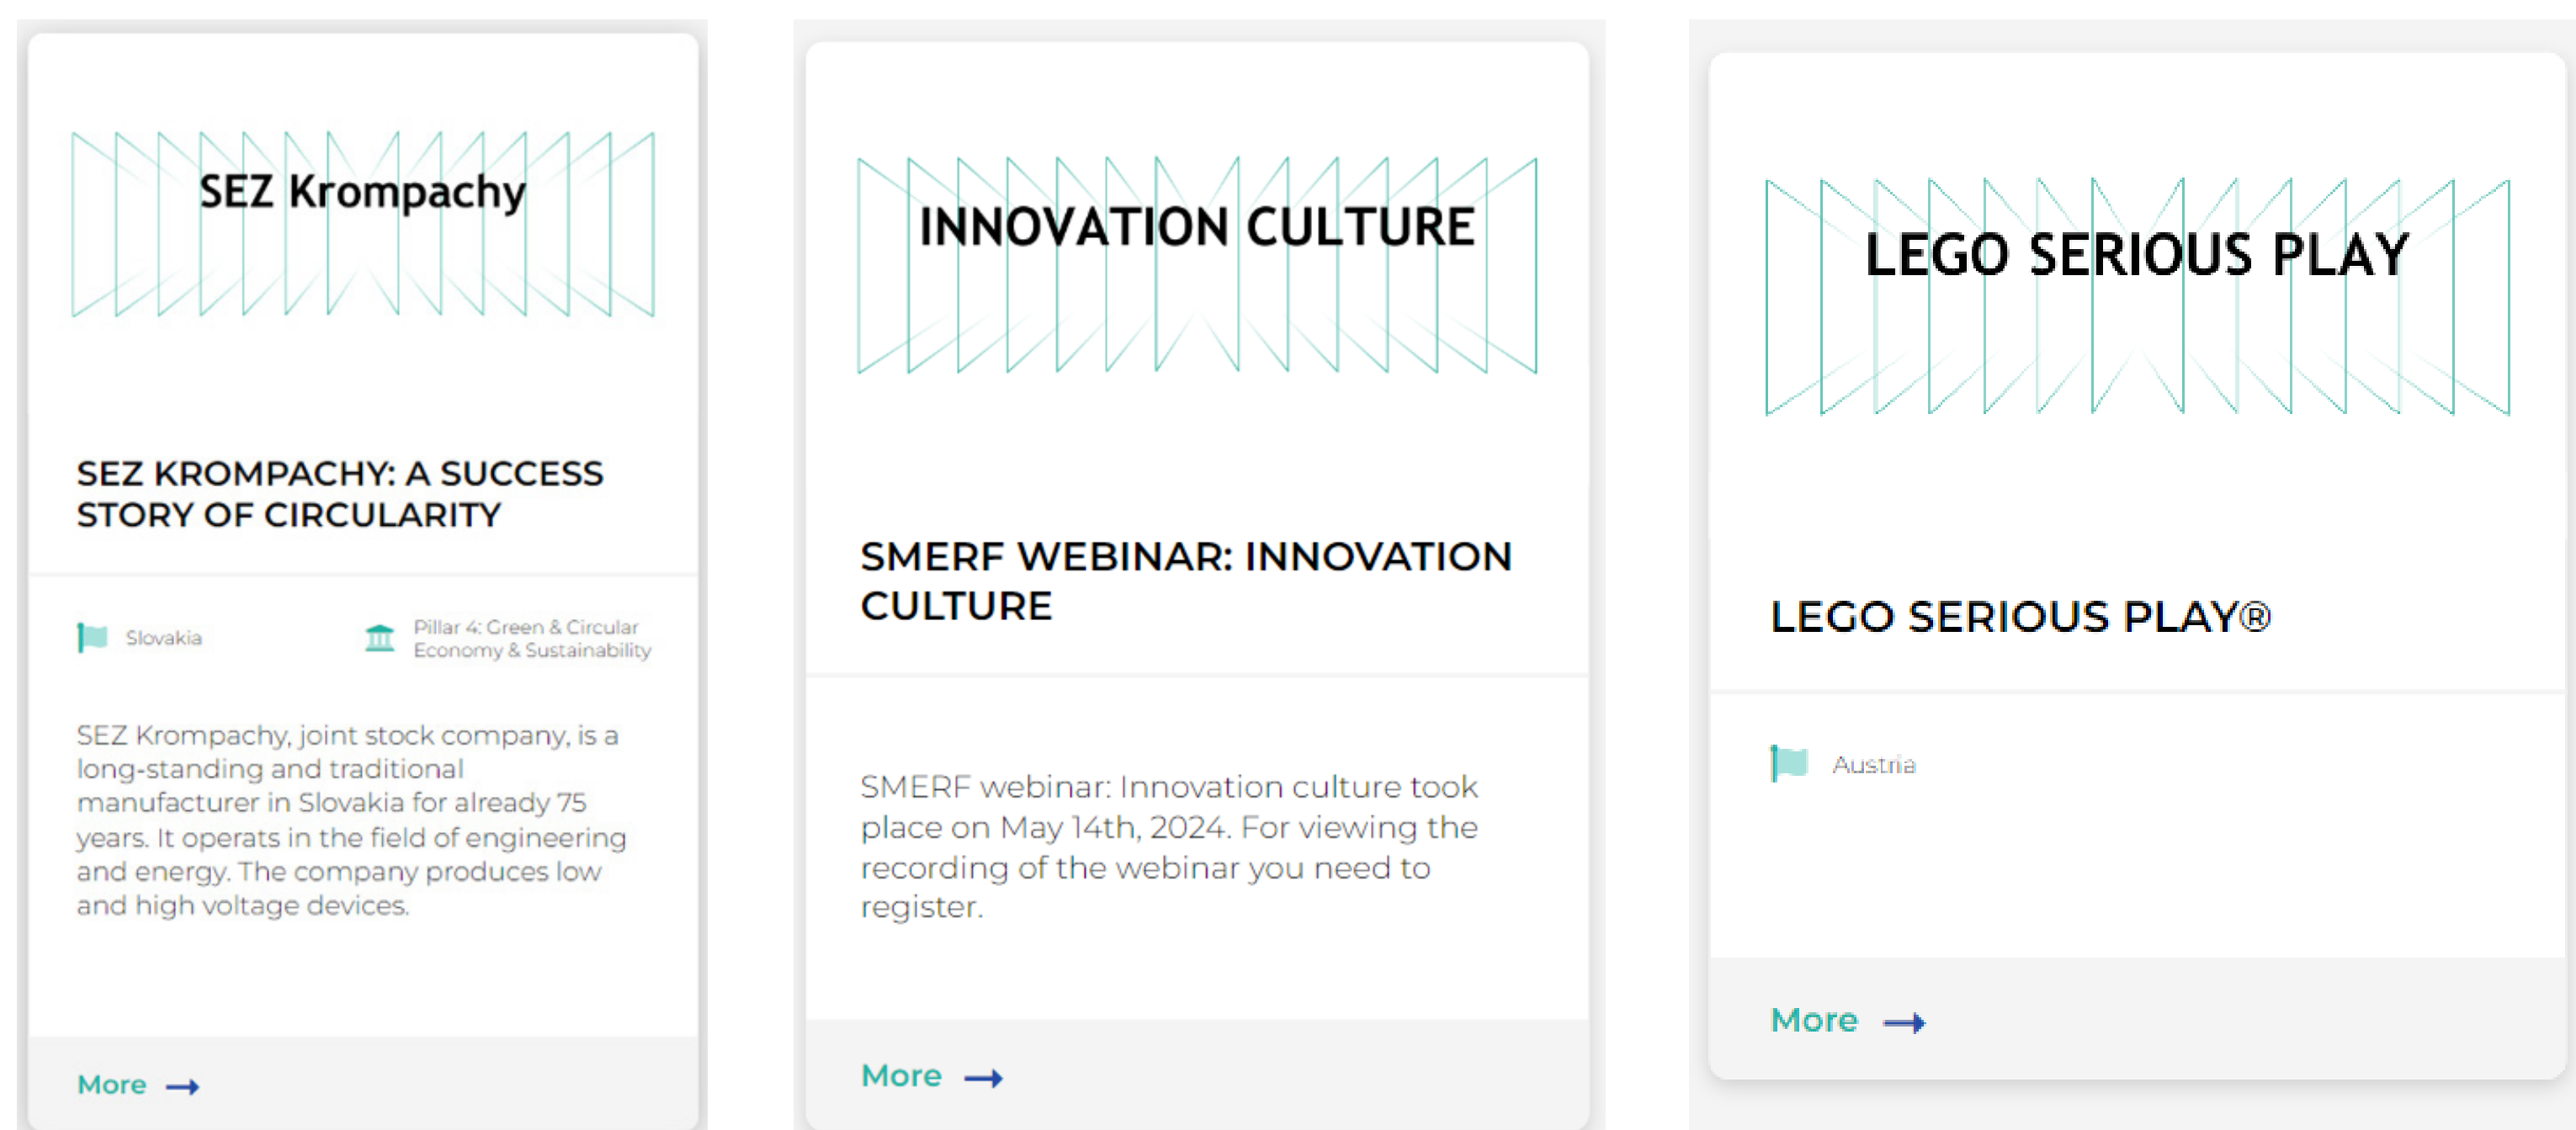 SEZ Krompachy
SEZ KROMPACHY: A SUCCESS
STORY OF CIRCULARITY
Slovakia
Pillar 4: Green & Circular
Economy & Sustainability
SEZ Krompachy, joint stock company, is a
long-standing and traditional
manufacturer in Slovakia for already 75
years. It operats in the field of engineering
and energy. The company produces low
and high voltage devices.
More
INNOVATION CULTURE
SMERF WEBINAR: INNOVATION
CULTURE
SMERF webinar: Innovation culture took
place on May 14th, 2024. For viewing the
recording of the webinar you need to
register.
More
LEGO SERIOUS PLAY
LEGO SERIOUS PLAY®
Austria
More